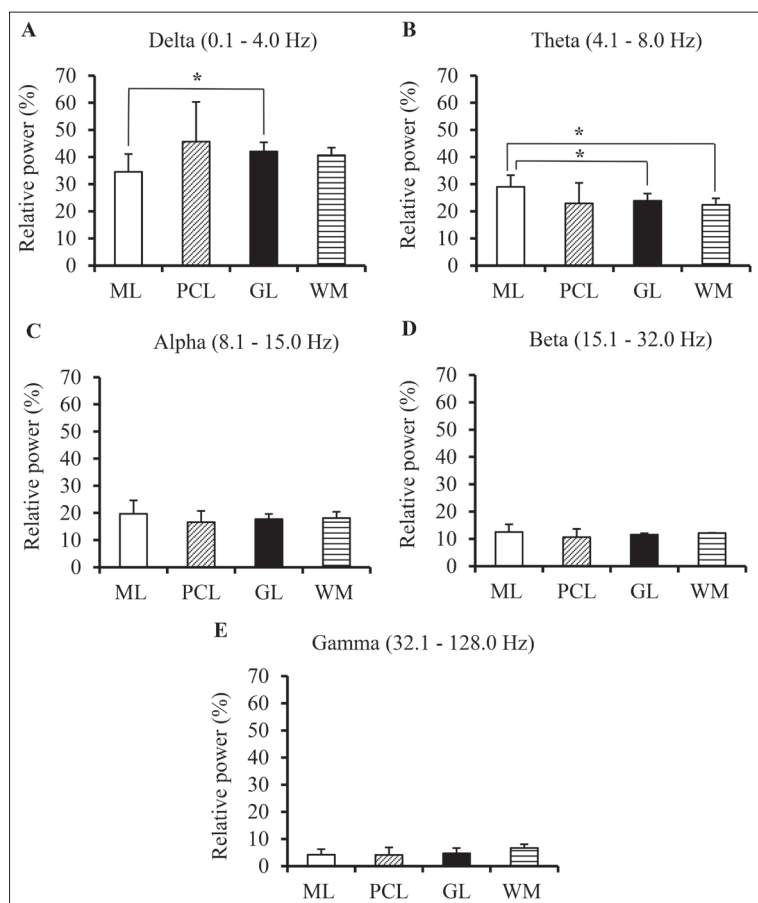 A
Delta (0.1 - 4.0 Hz)
Relative power (%)
70
60
50
40
30
20
10
0
*
ML PCL GL WM
B
Theta (4.1 - 8.0 Hz)
Relative power (%)
70
60
50
40
30
20
10
0
*
*
ML PCL GL WM
C
Alpha (8.1 - 15.0 Hz)
Relative power (%)
70
60
50
40
30
20
10
0
ML PCL GL WM
D
Beta (15.1 - 32.0 Hz)
Relative power (%)
70
60
50
40
30
20
10
0
ML PCL GL WM
E
Gamma (32.1 - 128.0 Hz)
Relative power (%)
70
60
50
40
30
20
10
0
ML PCL GL WM